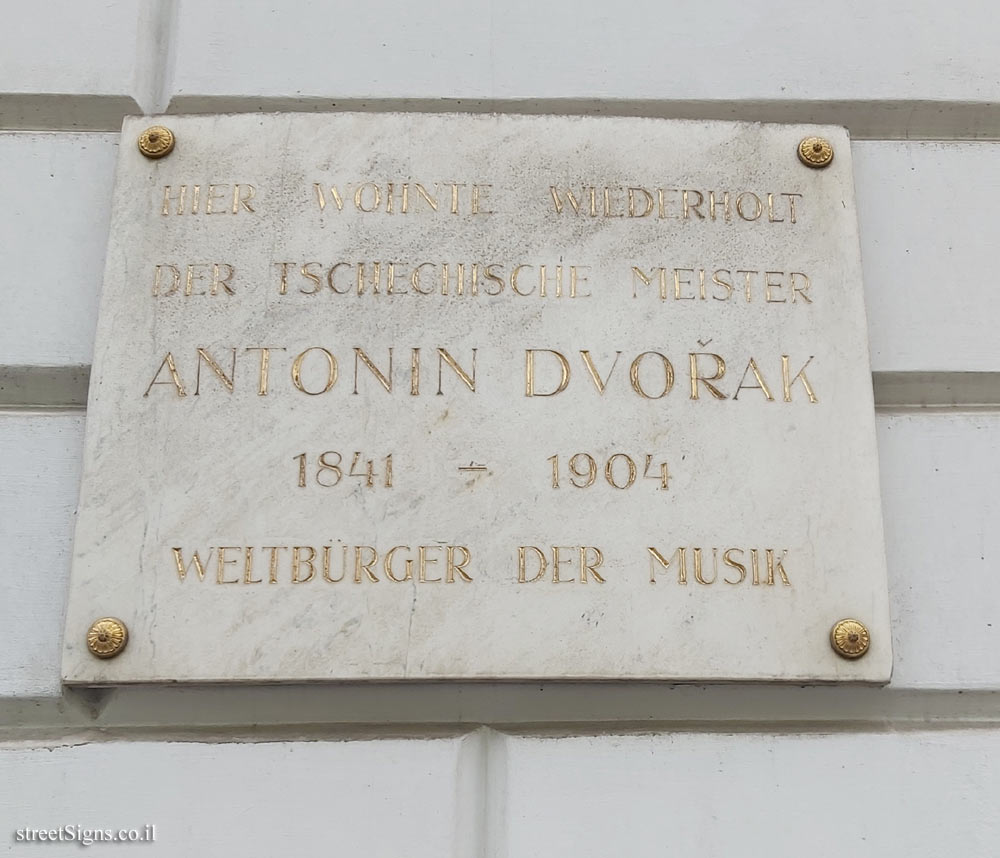 HIER WOHNTE WIEDERHOLT
DER TSCHECHISCHE MEISTER
ANTONIN DVOŘAK
1841 – 1904
WELTBÜRGER DER MUSIK
streetSigns.co.il